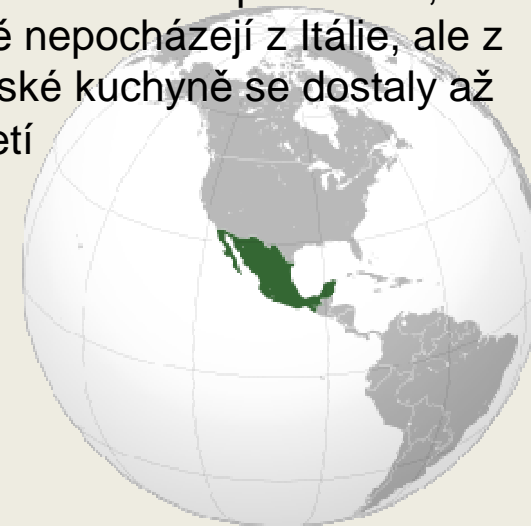 ě nepocházejí z Itálie, ale z
ské kuchyně se dostaly až
etí